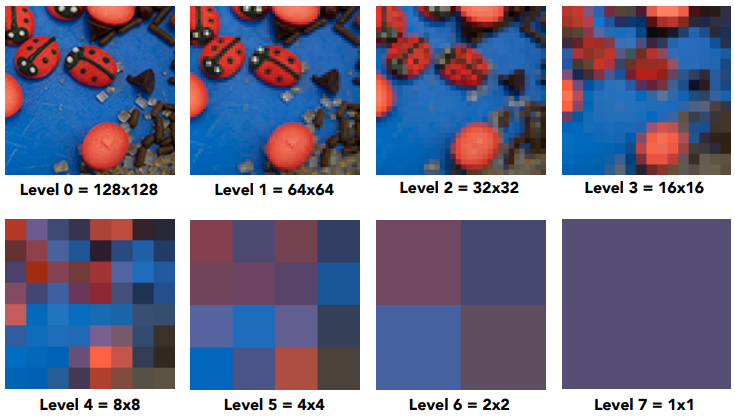 Level 0 = 128x128
Level 1 = 64x64
Level 2 = 32x32
Level 3 = 16x16
Level 4 = 8x8
Level 5 = 4x4
Level 6 = 2x2
Level 7 = 1x1